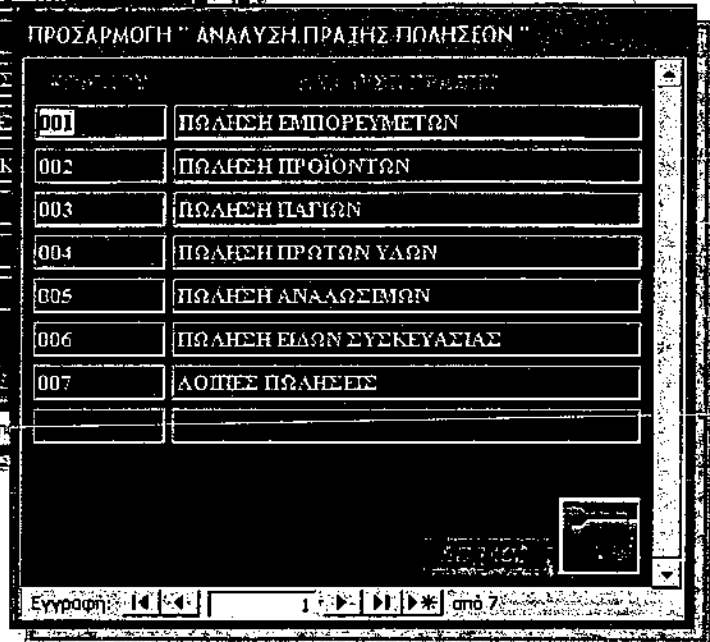 ΠΡΟΣΑΡΜΟΓΗ " ΑΝΑΛΥΣΗ ΠΡΑΞΗΣ ΠΩΛΗΣΕΩΝ "
001 ΠΩΛΗΣΗ ΕΜΠΟΡΕΥΜΕΤΩΝ
002 ΠΩΛΗΣΗ ΠΡΟΪΟΝΤΩΝ
003 ΠΩΛΗΣΗ ΠΑΓΙΩΝ
004 ΠΩΛΗΣΗ ΠΡΩΤΩΝ ΥΛΩΝ
005 ΠΩΛΗΣΗ ΑΝΑΛΩΣΙΜΩΝ
006 ΠΩΛΗΣΗ ΕΙΔΩΝ ΣΥΣΚΕΥΑΣΙΑΣ
007 ΛΟΙΠΕΣ ΠΩΛΗΣΕΙΣ
Εγγραφή: 1 από 7